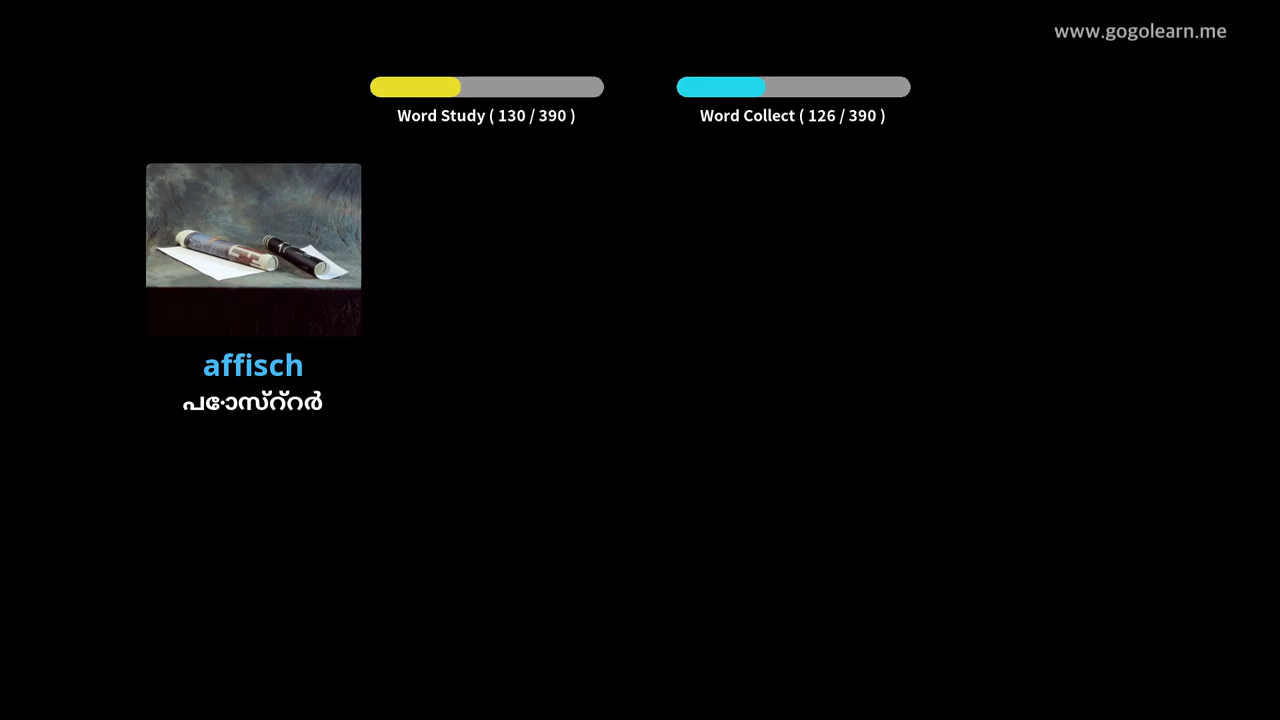 www.gogolearn.me
Word Study ( 130 / 390 )
Word Collect ( 126 / 390 )
affisch
പോസ്റ്റർ